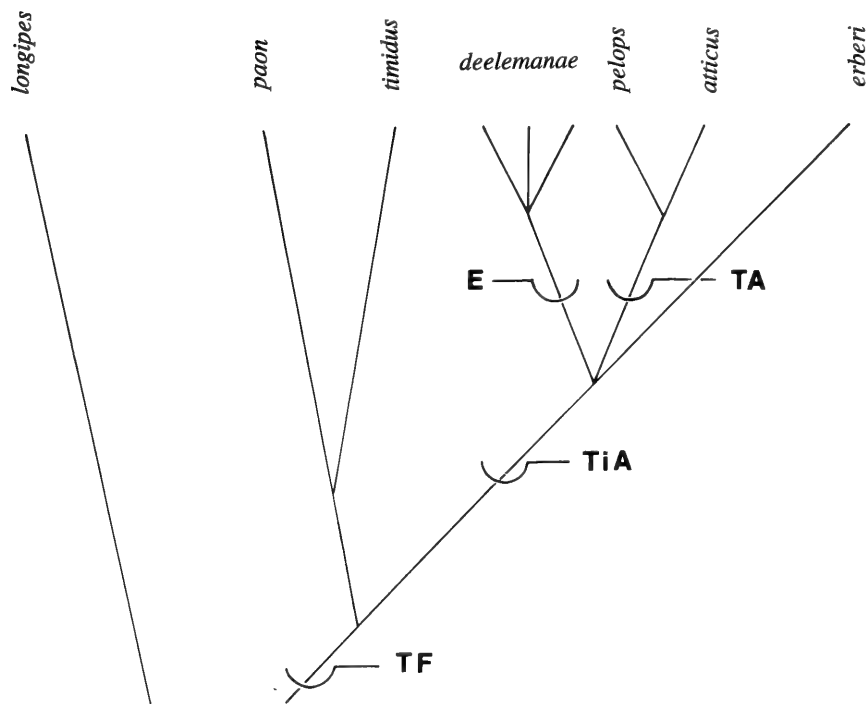 longipes
paon
timidus
deelemanae
pelops
atticus
erberi
E
TA
TiA
TF